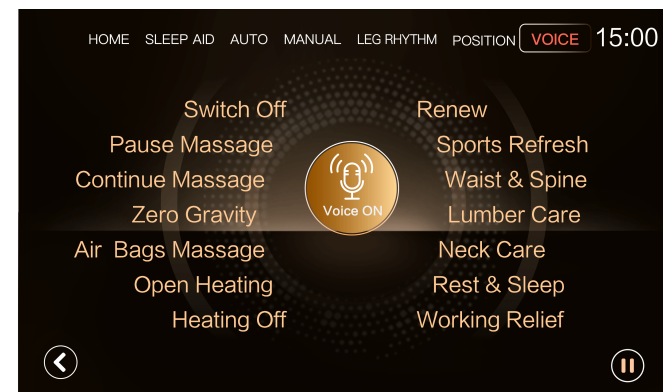 HOME SLEEP AID AUTO MANUAL LEG RHYTHM POSITION VOICE 15:00
Switch Off
Pause Massage
Continue Massage
Zero Gravity
Air Bags Massage
Open Heating
Heating Off
Voice ON
Renew
Sports Refresh
Waist & Spine
Lumber Care
Neck Care
Rest & Sleep
Working Relief